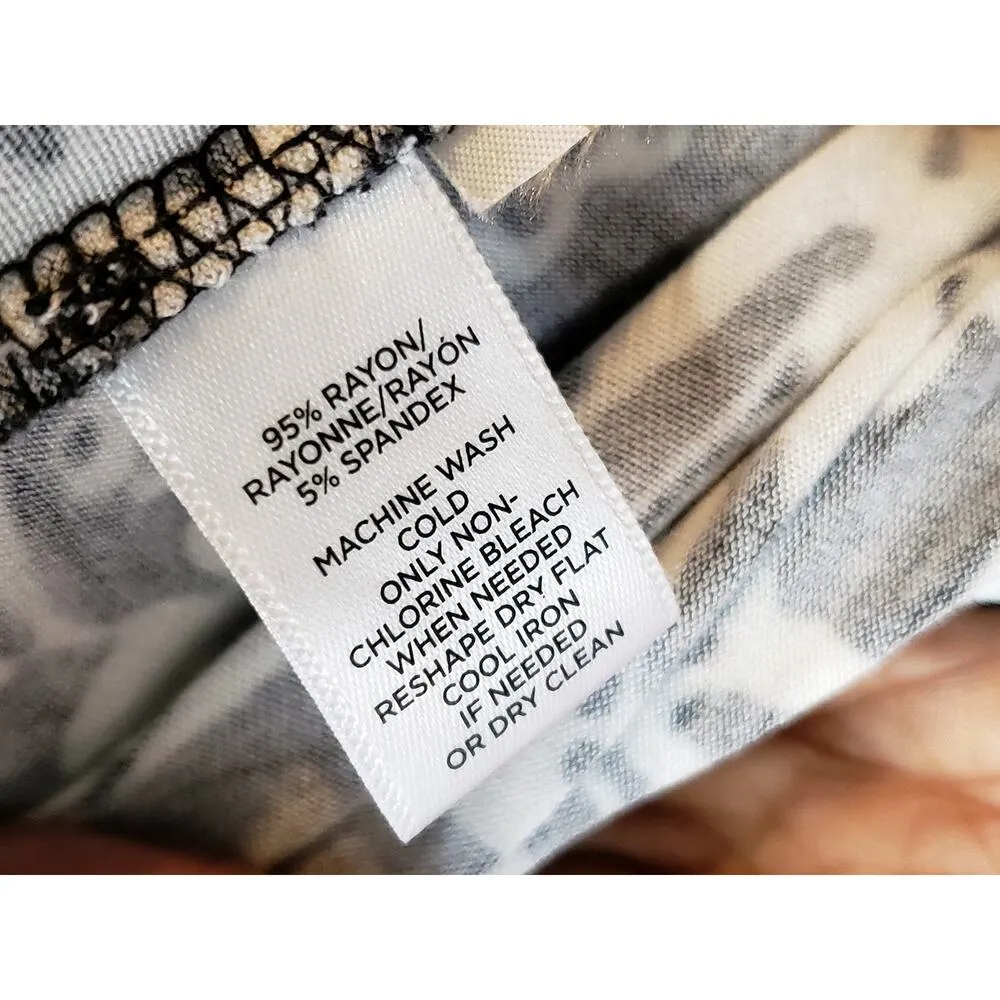 95% RAYON/
RAYONNE/RAYÓN
5% SPANDEX
MACHINE WASH
COLD
ONLY NON-
CHLORINE BLEACH
WHEN NEEDED
RESHAPE DRY FLAT
COOL IRON
IF NEEDED
OR DRY CLEAN